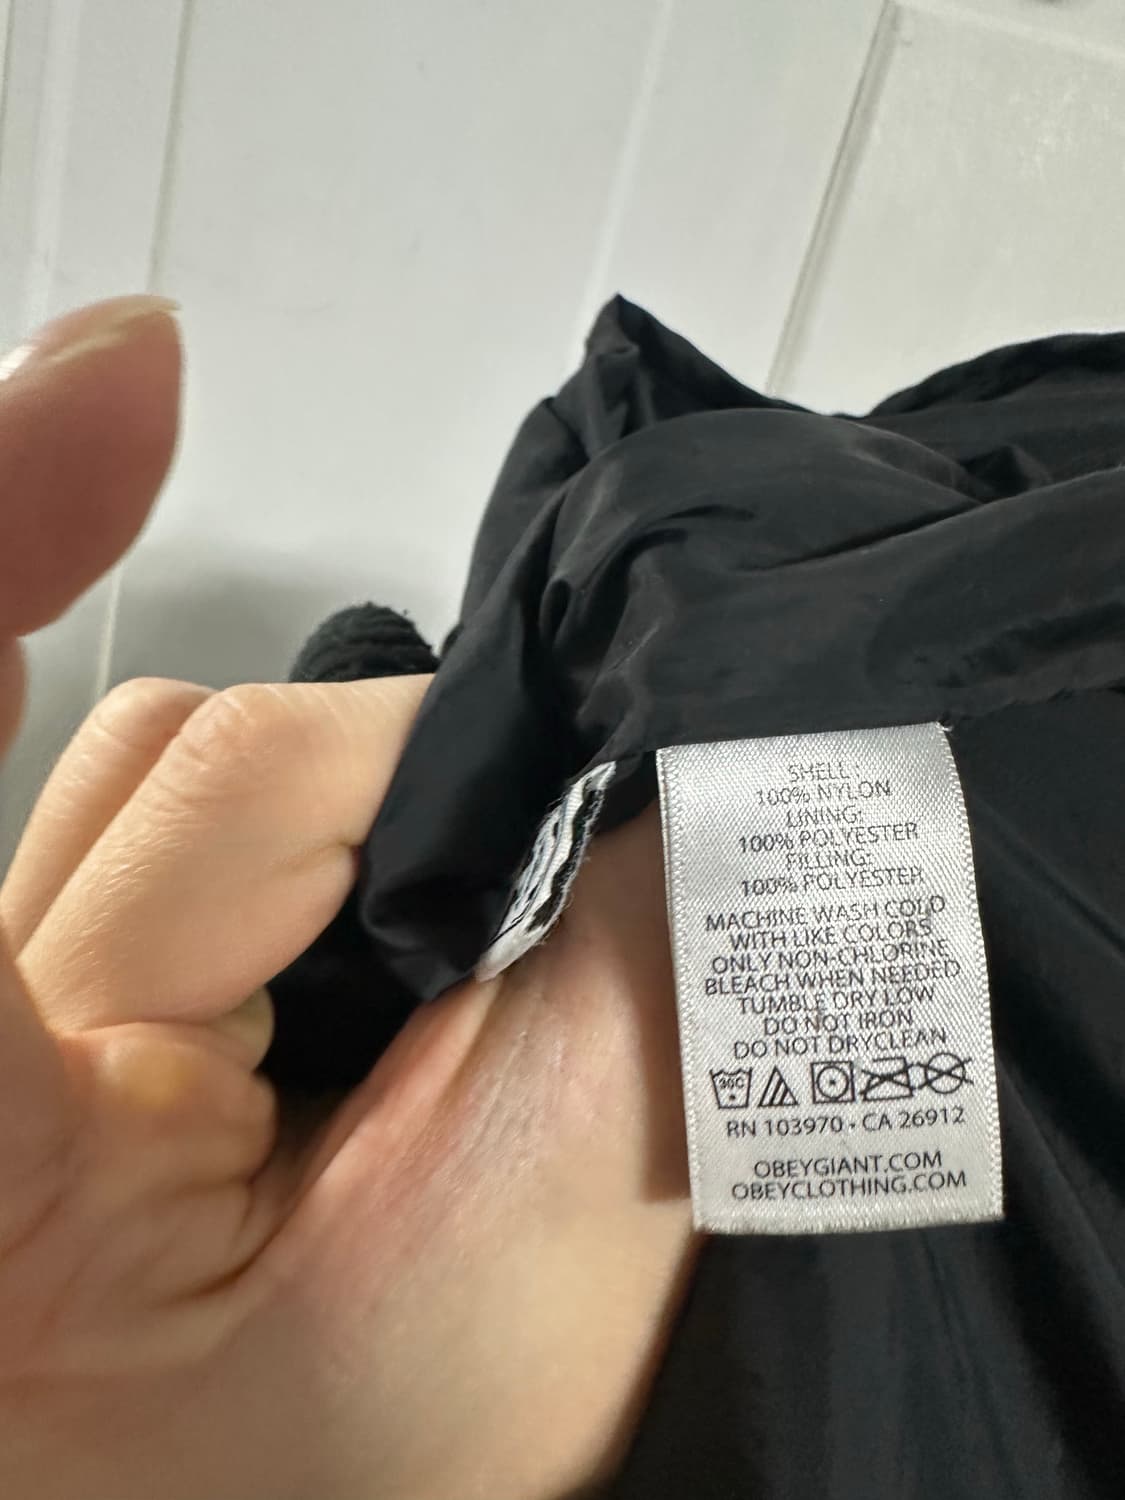 SHELL:
100% NYLON
LINING:
100% POLYESTER
FILLING:
100% POLYESTER
MACHINE WASH COLD
WITH LIKE COLORS
ONLY NON-CHLORINE
BLEACH WHEN NEEDED
TUMBLE DRY LOW
DO NOT IRON
DO NOT DRYCLEAN
30C
RN 103970 - CA 26912
OBEYGIANT.COM
OBEYCLOTHING.COM